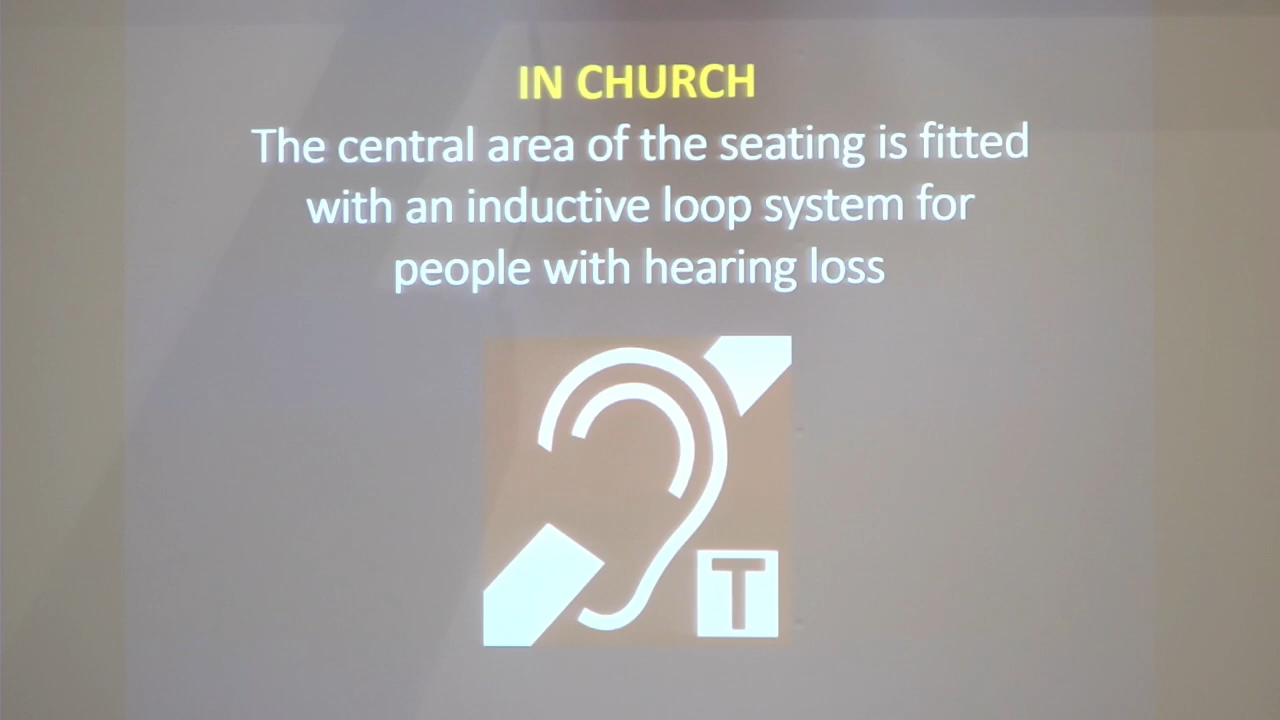 IN CHURCH
The central area of the seating is fitted
with an inductive loop system for
people with hearing loss
T